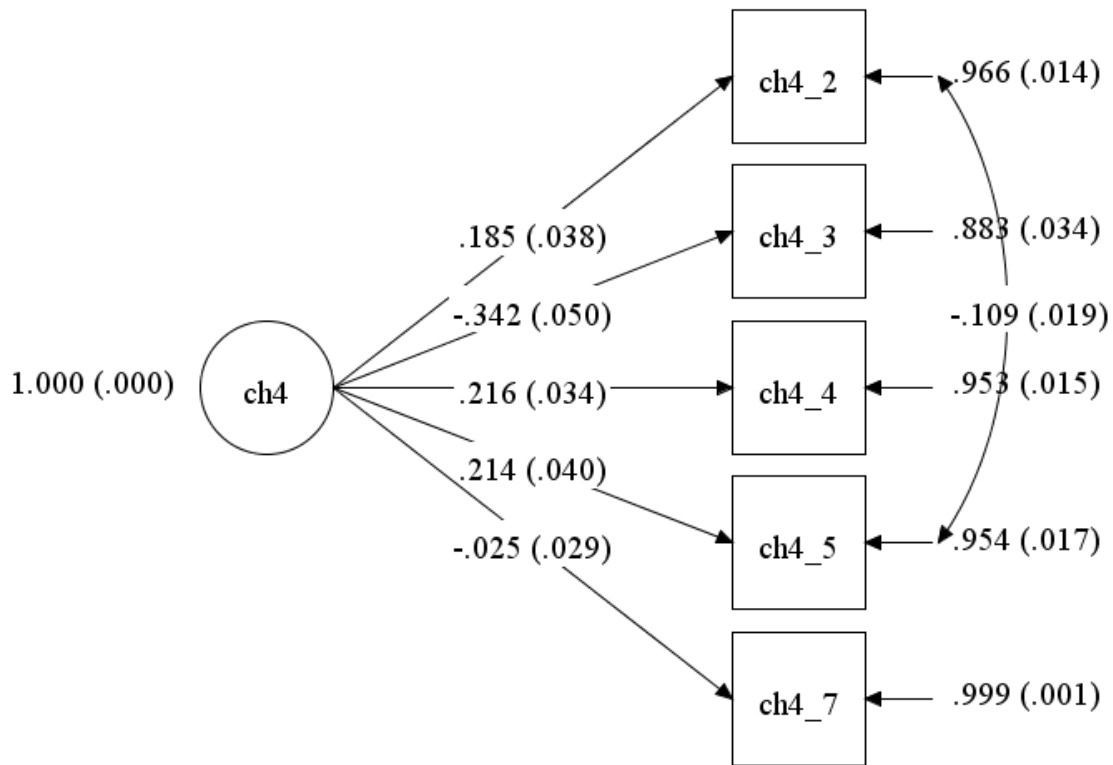 ch4_2
.966 (.014)
.185 (.038)
ch4_3
.883 (.034)
-.342 (.050)
-.109 (.019)
1.000 (.000)
ch4
.216 (.034)
ch4_4
.953 (.015)
.214 (.040)
ch4_5
.954 (.017)
-.025 (.029)
ch4_7
.999 (.001)